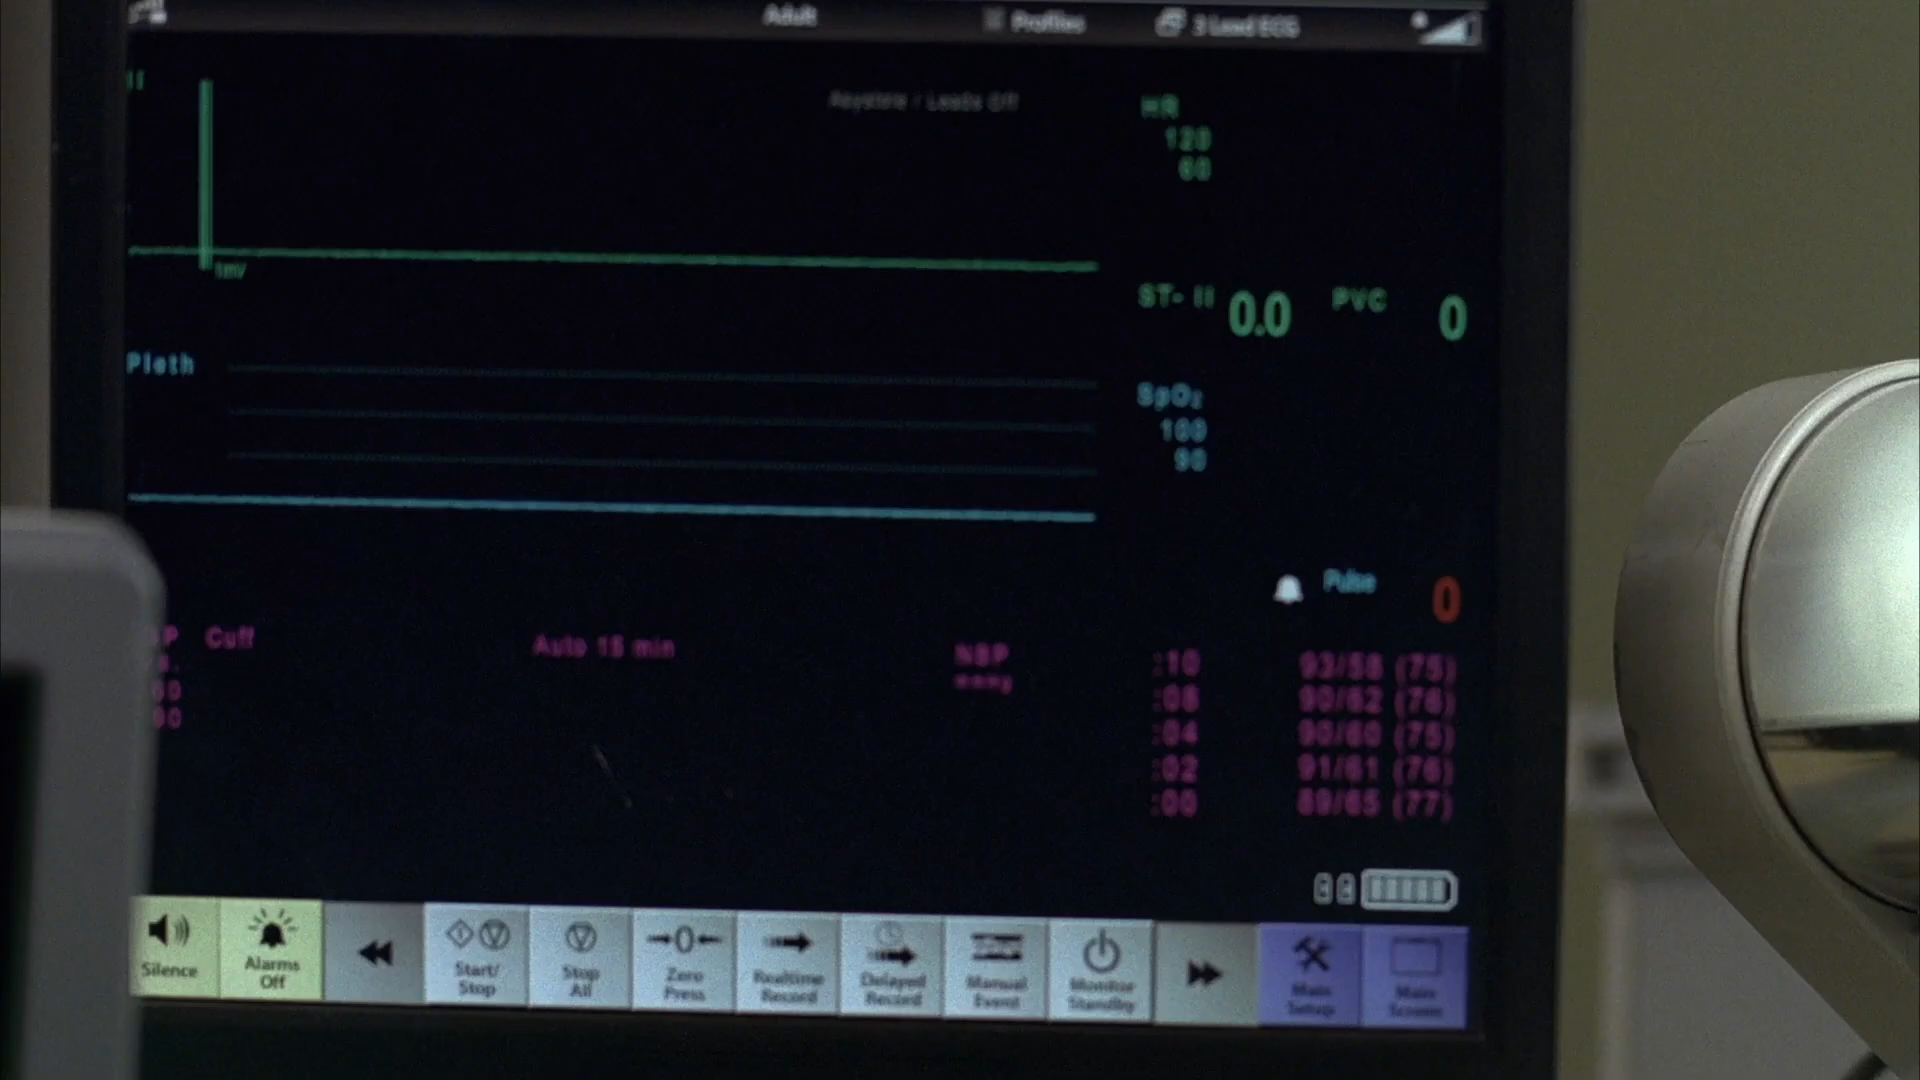 Adult
Profiles
3 Lead ECG
II
Asystole / Leads Off
HR
120
60
1mV
ST- II 0.0 PVC 0
Pleth
SpO₂
100
90
Pulse 0
P Cuff
Auto 15 min
NBP
:10 93/58 (75)
:08 90/62 (76)
:04 90/60 (75)
:02 91/61 (76)
:00 89/65 (77)
Silence
Alarms
Off
Start/
Stop
Stop
All
Zero
Press
Realtime
Record
Delayed
Record
Manual
Event
Monitor
Standby
Main
Setup
Main
Screen